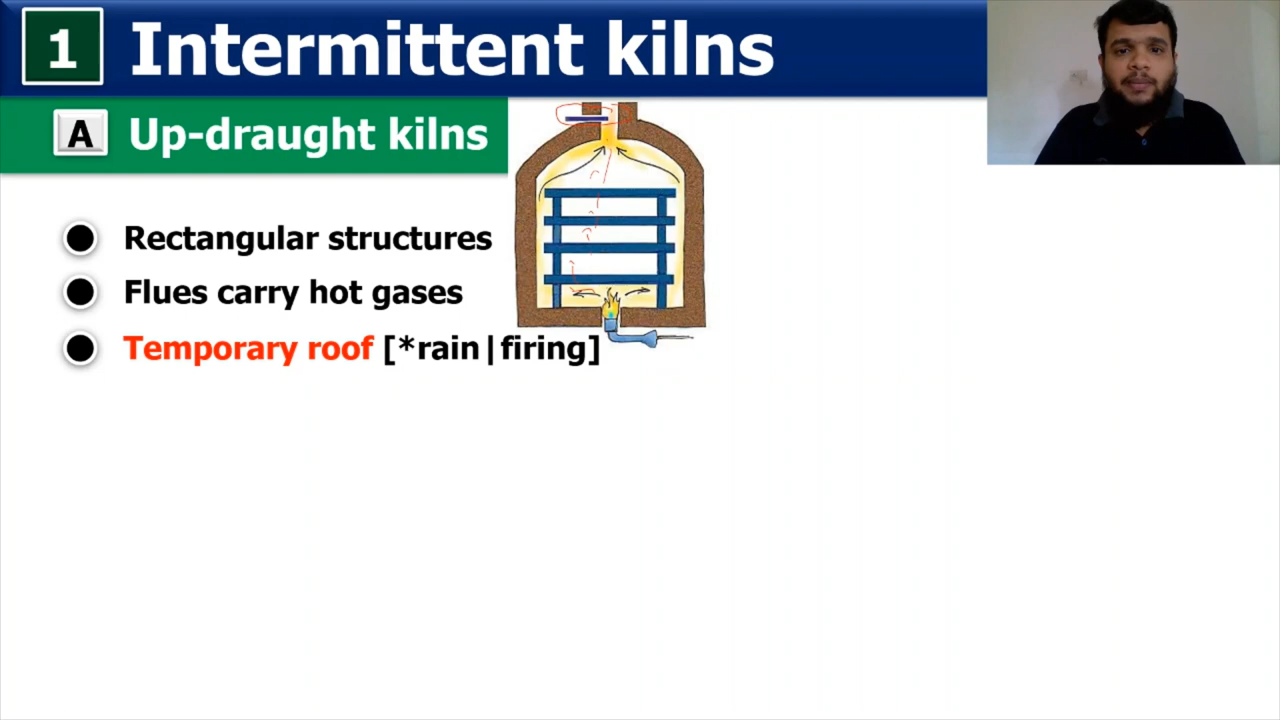 1 Intermittent kilns
A Up-draught kilns
Rectangular structures
Flues carry hot gases
Temporary roof [*rain|firing]